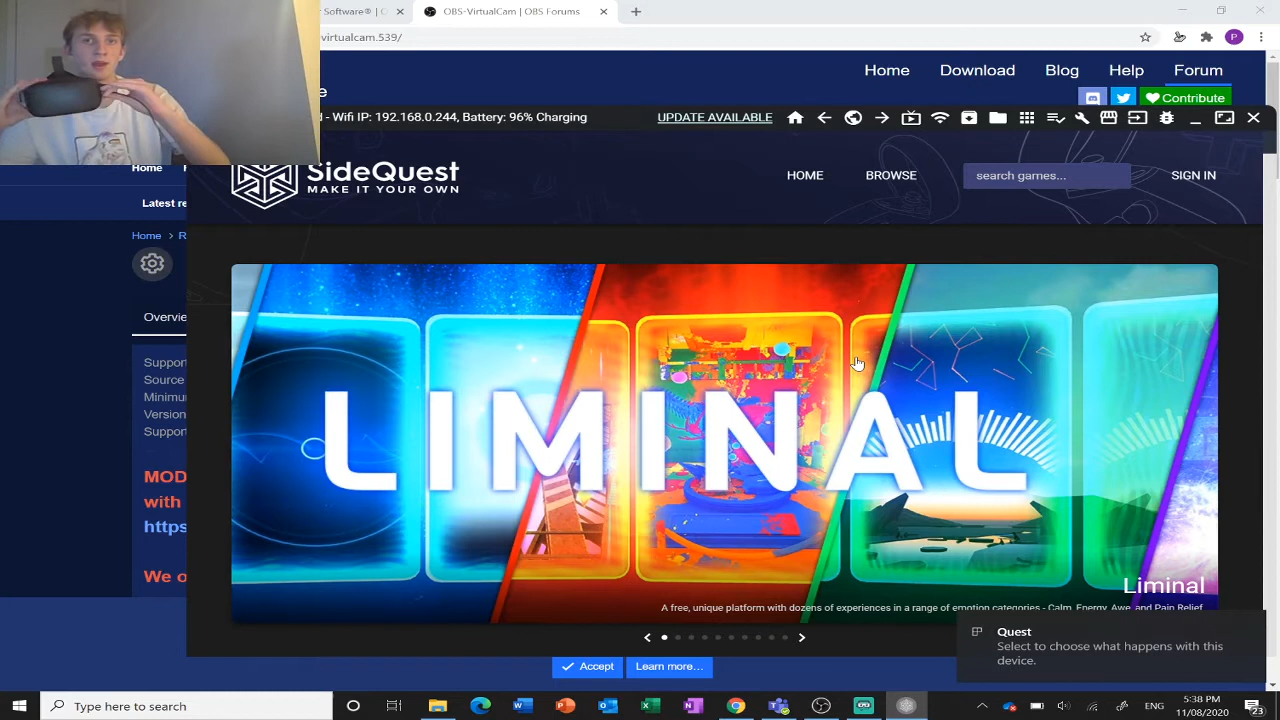 Software® | O
OBS-VirtualCam | OBS Forums
P
virtualcam.539/
Home Download Blog Help Forum
Contribute
d - Wifi IP: 192.168.0.244, Battery: 96% Charging
UPDATE AVAILABLE
Home
SideQuest
MAKE IT YOUR OWN
HOME BROWSE search games... SIGN IN
Latest re
Home > R
Overvie
Support
Source
Minimu
Version
Support
MOD
with
https
We o
LIMINAL
Liminal
A free, unique platform with dozens of experiences in a range of emotion categories - Calm, Energy, Awe, and Pain Relief
Quest
Select to choose what happens with this
device.
Accept Learn more...
Type here to search
5:38 PM
11/08/2020
23